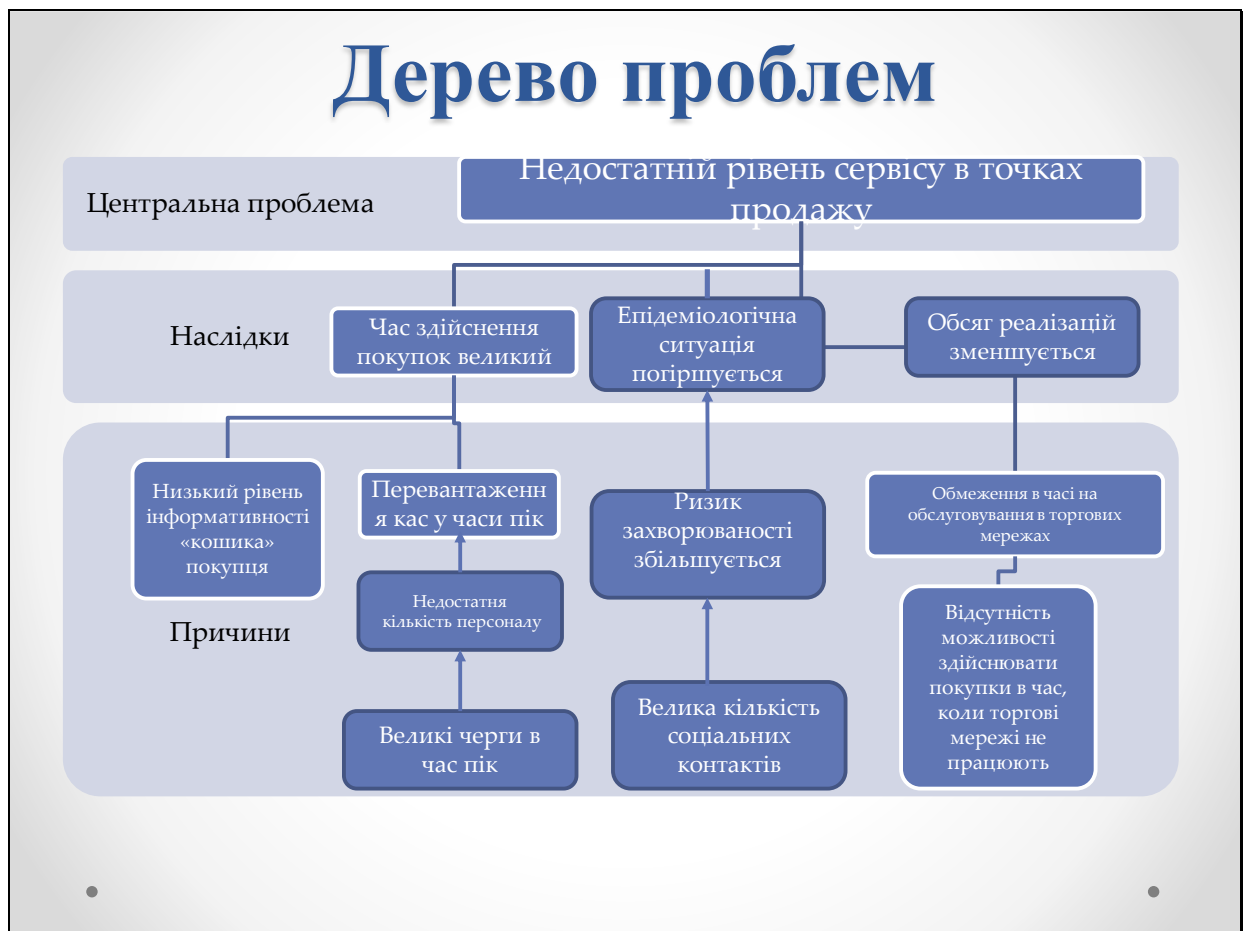 Дерево проблем
Центральна проблема
Недостатній рівень сервісу в точках
продажу
Наслідки
Час здійснення
покупок великий
Епідеміологічна
ситуація
погіршується
Обсяг реалізацій
зменшується
Низький рівень
інформативності
«кошика»
покупця
Перевантаженн
я кас у часи пік
Ризик
захворюваності
збільшується
Обмеження в часі на
обслуговування в торгових
мережах
Недостатня
кількість персоналу
Причини
Відсутність
можливості
здійснювати
покупки в час,
коли торгові
мережі не
працюють
Великі черги в
час пік
Велика кількість
соціальних
контактів